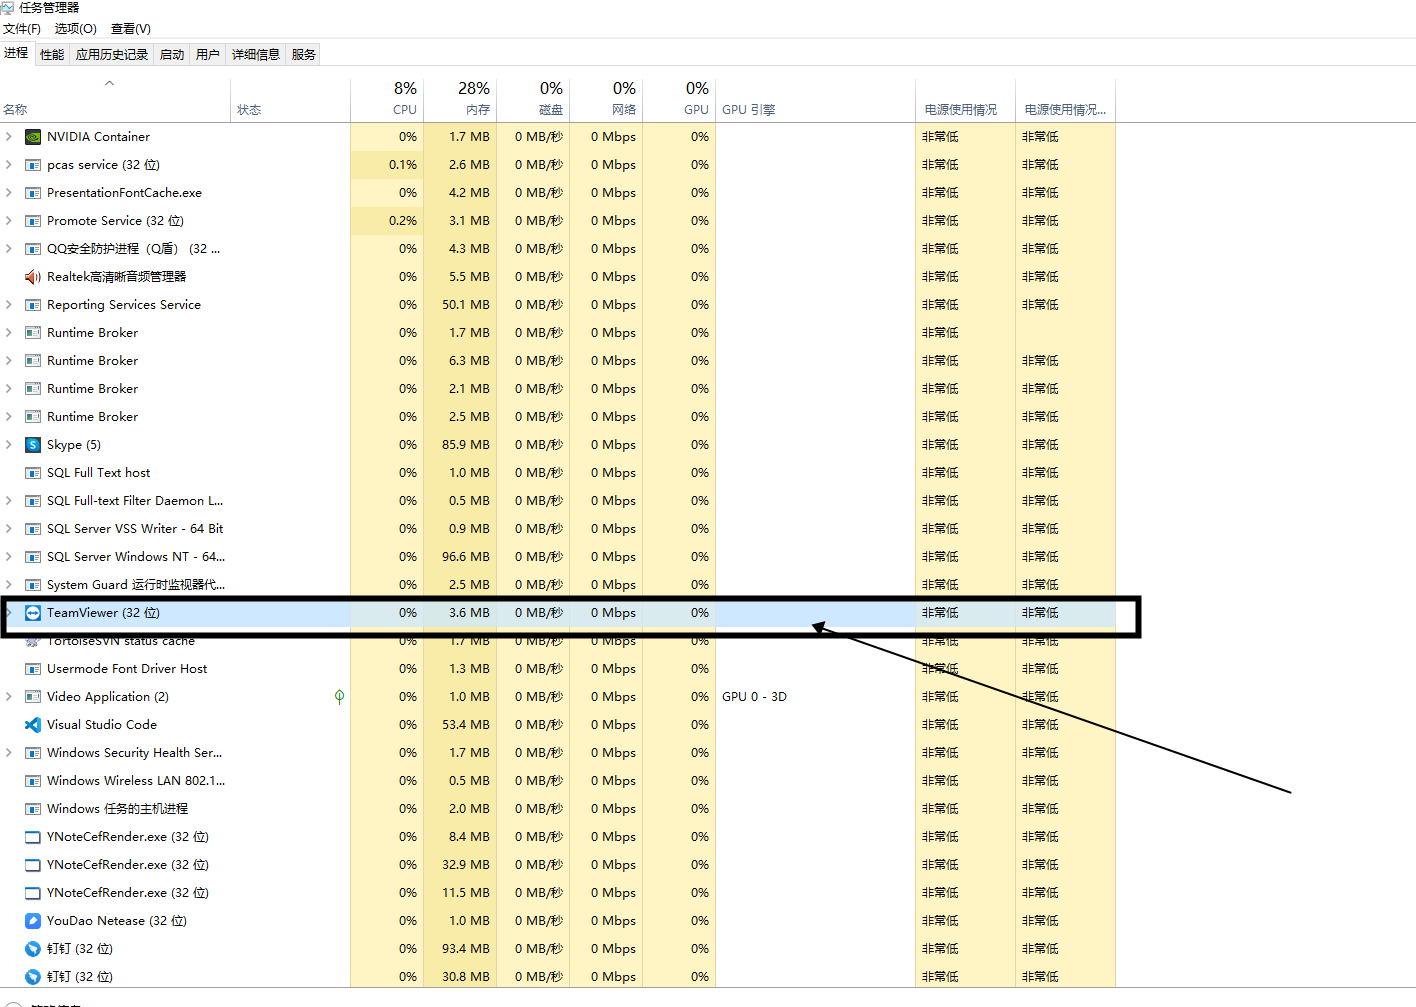 任务管理器
文件(F) 选项(O) 查看(V)
进程 性能 应用历史记录 启动 用户 详细信息 服务
8% 28% 0% 0% 0%
名称 状态 CPU 内存 磁盘 网络 GPU GPU 引擎 电源使用情况 电源使用情况...
NVIDIA Container 0% 1.7 MB 0 MB/秒 0 Mbps 0% 非常低 非常低
pcas service (32 位) 0.1% 2.6 MB 0 MB/秒 0 Mbps 0% 非常低 非常低
PresentationFontCache.exe 0% 4.2 MB 0 MB/秒 0 Mbps 0% 非常低 非常低
Promote Service (32 位) 0.2% 3.1 MB 0 MB/秒 0 Mbps 0% 非常低 非常低
QQ安全防护进程（Q盾） (32 ... 0% 4.3 MB 0 MB/秒 0 Mbps 0% 非常低 非常低
Realtek高清晰音频管理器 0% 5.5 MB 0 MB/秒 0 Mbps 0% 非常低 非常低
Reporting Services Service 0% 50.1 MB 0 MB/秒 0 Mbps 0% 非常低 非常低
Runtime Broker 0% 1.7 MB 0 MB/秒 0 Mbps 0% 非常低
Runtime Broker 0% 6.3 MB 0 MB/秒 0 Mbps 0% 非常低 非常低
Runtime Broker 0% 2.1 MB 0 MB/秒 0 Mbps 0% 非常低 非常低
Runtime Broker 0% 2.5 MB 0 MB/秒 0 Mbps 0% 非常低 非常低
Skype (5) 0% 85.9 MB 0 MB/秒 0 Mbps 0% 非常低 非常低
SQL Full Text host 0% 1.0 MB 0 MB/秒 0 Mbps 0% 非常低 非常低
SQL Full-text Filter Daemon L... 0% 0.5 MB 0 MB/秒 0 Mbps 0% 非常低 非常低
SQL Server VSS Writer - 64 Bit 0% 0.9 MB 0 MB/秒 0 Mbps 0% 非常低 非常低
SQL Server Windows NT - 64... 0% 96.6 MB 0 MB/秒 0 Mbps 0% 非常低 非常低
System Guard 运行时监视器代... 0% 2.5 MB 0 MB/秒 0 Mbps 0% 非常低 非常低
TeamViewer (32 位) 0% 3.6 MB 0 MB/秒 0 Mbps 0% 非常低 非常低
TortoiseSVN status cache 0% 1.7 MB 0 MB/秒 0 Mbps 0% 非常低 非常低
Usermode Font Driver Host 0% 1.3 MB 0 MB/秒 0 Mbps 0% 非常低 非常低
Video Application (2) 0% 1.0 MB 0 MB/秒 0 Mbps 0% GPU 0 - 3D 非常低 非常低
Visual Studio Code 0% 53.4 MB 0 MB/秒 0 Mbps 0% 非常低 非常低
Windows Security Health Ser... 0% 1.7 MB 0 MB/秒 0 Mbps 0% 非常低 非常低
Windows Wireless LAN 802.1... 0% 0.5 MB 0 MB/秒 0 Mbps 0% 非常低 非常低
Windows 任务的主机进程 0% 2.0 MB 0 MB/秒 0 Mbps 0% 非常低 非常低
YNoteCefRender.exe (32 位) 0% 8.4 MB 0 MB/秒 0 Mbps 0% 非常低 非常低
YNoteCefRender.exe (32 位) 0% 32.9 MB 0 MB/秒 0 Mbps 0% 非常低 非常低
YNoteCefRender.exe (32 位) 0% 11.5 MB 0 MB/秒 0 Mbps 0% 非常低 非常低
YouDao Netease (32 位) 0% 1.0 MB 0 MB/秒 0 Mbps 0% 非常低 非常低
钉钉 (32 位) 0% 93.4 MB 0 MB/秒 0 Mbps 0% 非常低 非常低
钉钉 (32 位) 0% 30.8 MB 0 MB/秒 0 Mbps 0% 非常低 非常低